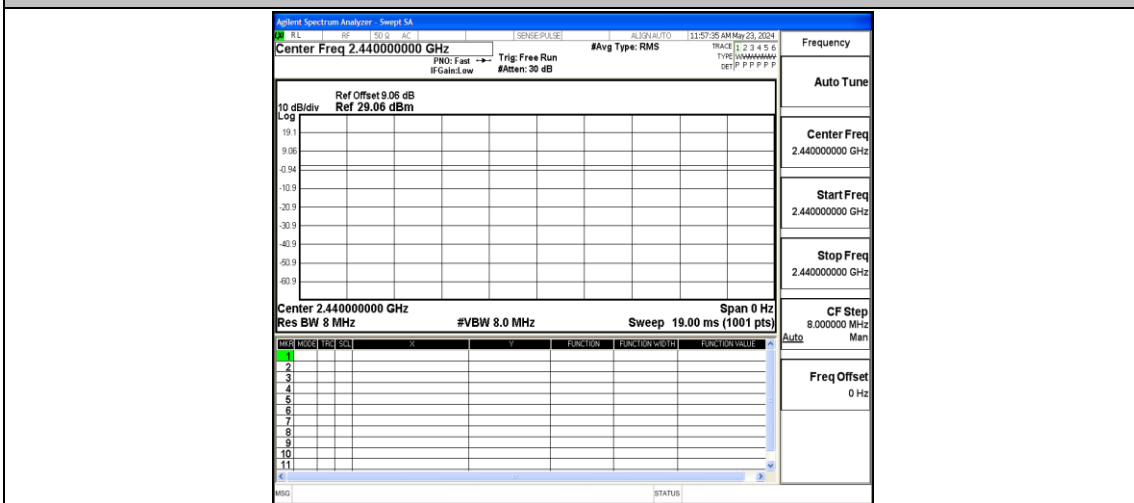 Agilent Spectrum Analyzer - Swept SA
RL RF 50 Ω AC SENSE:PULSE ALIGN AUTO 11:57:35 AM May 23, 2024
Center Freq 2.440000000 GHz
#Avg Type: RMS
TRACE 1 2 3 4 5 6
PNO: Fast
Trig: Free Run
TYPE
IFGain:Low
#Atten: 30 dB
DET P P P P P P
Ref Offset 9.06 dB
10 dB/div Ref 29.06 dBm
Log
19.1
9.06
-0.94
-10.9
-20.9
-30.9
-40.9
-50.9
-60.9
Center 2.440000000 GHz Span 0 Hz
Res BW 8 MHz #VBW 8.0 MHz Sweep 19.00 ms (1001 pts)
MKR MODE TRC SCL X Y FUNCTION FUNCTION WIDTH FUNCTION VALUE
1
2
3
4
5
6
7
8
9
10
11
MSG STATUS
Frequency
Auto Tune
Center Freq
2.440000000 GHz
Start Freq
2.440000000 GHz
Stop Freq
2.440000000 GHz
CF Step
8.000000 MHz
Auto Man
Freq Offset
0 Hz